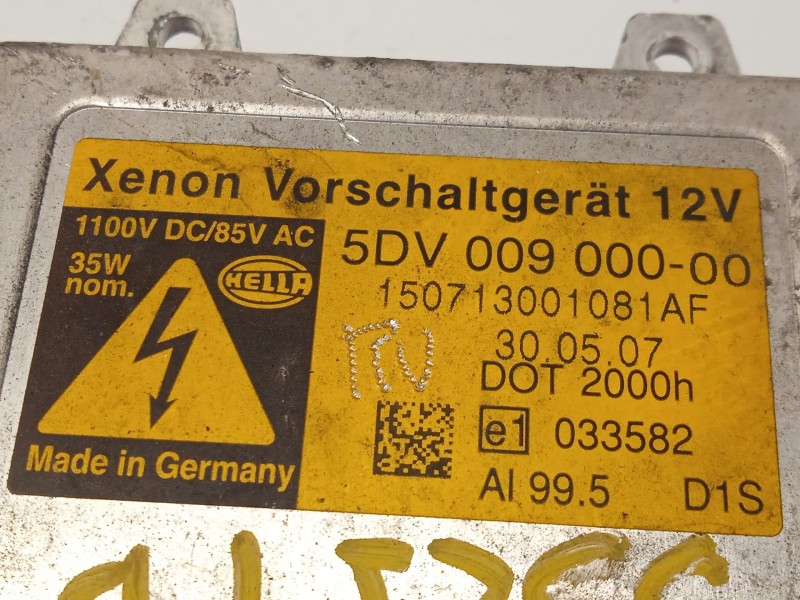 Xenon Vorschaltgerät 12V
1100V DC/85V AC
35W
nom.
HELLA
5DV 009 000-00
150713001081AF
30.05.07
DOT 2000h
e1 033582
Al 99.5 D1S
Made in Germany